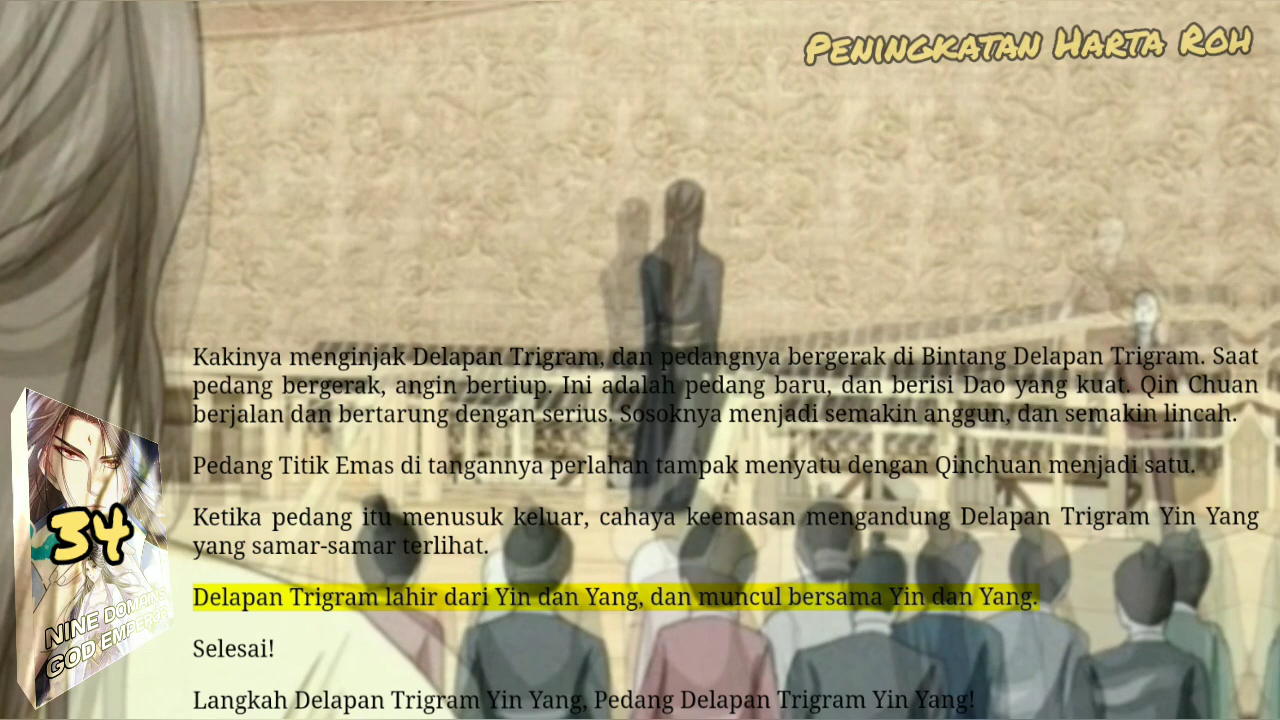 Peningkatan Harta Roh
Kakinya menginjak Delapan Trigram, dan pedangnya bergerak di Bintang Delapan Trigram. Saat
pedang bergerak, angin bertiup. Ini adalah pedang baru, dan berisi Dao yang kuat. Qin Chuan
berjalan dan bertarung dengan serius. Sosoknya menjadi semakin anggun, dan semakin lincah.
Pedang Titik Emas di tangannya perlahan tampak menyatu dengan Qinchuan menjadi satu.
Ketika pedang itu menusuk keluar, cahaya keemasan mengandung Delapan Trigram Yin Yang
yang samar-samar terlihat.
Delapan Trigram lahir dari Yin dan Yang, dan muncul bersama Yin dan Yang.
Selesai!
Langkah Delapan Trigram Yin Yang, Pedang Delapan Trigram Yin Yang!
34
NINE DOMAINS
GOD EMPEROR